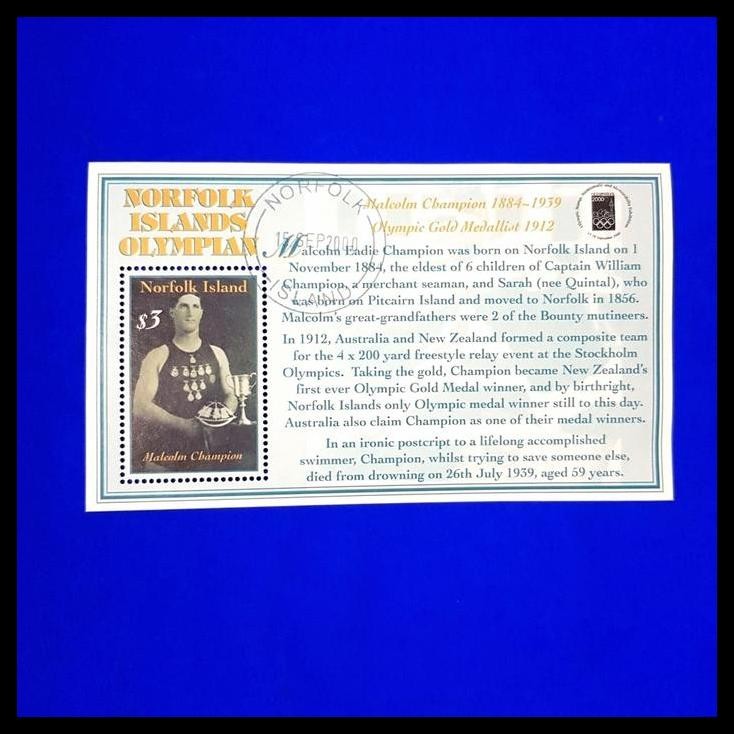 NORFOLK
ISLANDS
OLYMPIAN
NORFOLK
15 SEP 2000
ISLAND
Malcolm Champion 1884~1939
Olympic Gold Medallist 1912
2000
Malcolm Eadie Champion was born on Norfolk Island on 1
November 1884, the eldest of 6 children of Captain William
Champion, a merchant seaman, and Sarah (nee Quintal), who
was born on Pitcairn Island and moved to Norfolk in 1856.
Malcolm's great-grandfathers were 2 of the Bounty mutineers.
In 1912, Australia and New Zealand formed a composite team
for the 4 x 200 yard freestyle relay event at the Stockholm
Olympics. Taking the gold, Champion became New Zealand's
first ever Olympic Gold Medal winner, and by birthright,
Norfolk Islands only Olympic medal winner still to this day.
Australia also claim Champion as one of their medal winners.
In an ironic postcript to a lifelong accomplished
swimmer, Champion, whilst trying to save someone else,
died from drowning on 26th July 1939, aged 59 years.
Norfolk Island
$3
Malcolm Champion